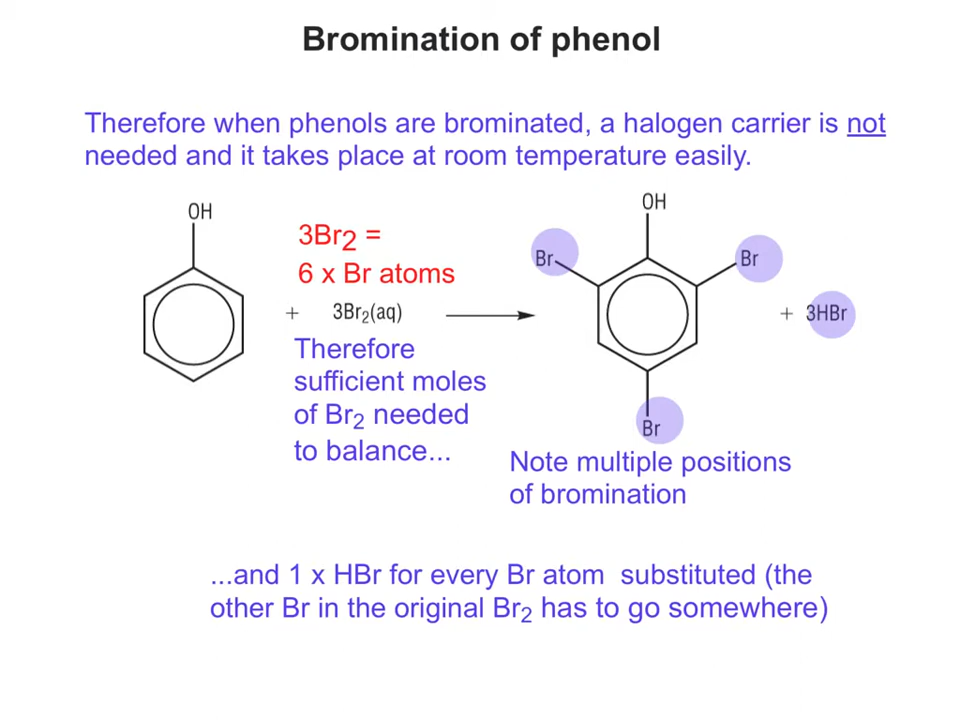 Bromination of phenol
Therefore when phenols are brominated, a halogen carrier is not
needed and it takes place at room temperature easily.
OH
3Br₂ =
6 x Br atoms
+ 3Br₂(aq)
Therefore
sufficient moles
of Br₂ needed
to balance...
OH
Br
Br
+ 3HBr
Br
Note multiple positions
of bromination
...and 1 x HBr for every Br atom substituted (the
other Br in the original Br₂ has to go somewhere)